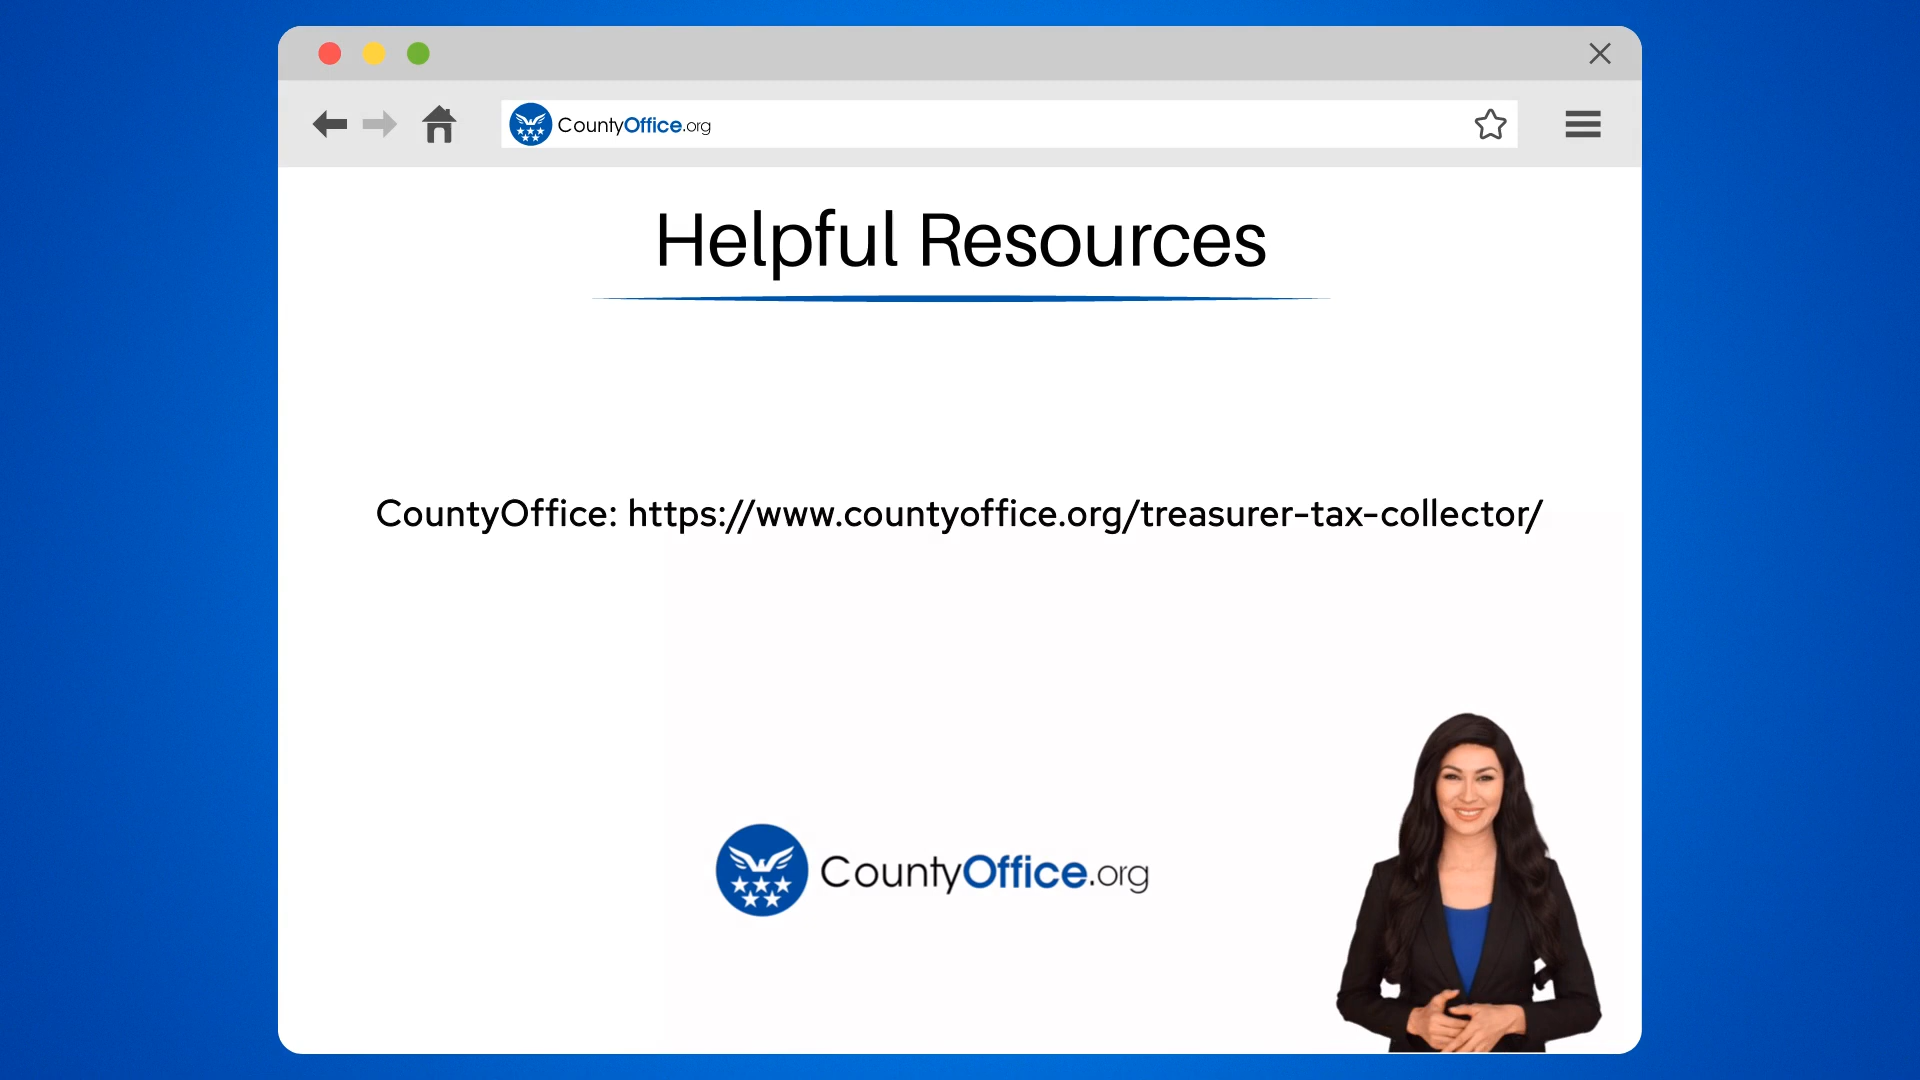 CountyOffice.org
Helpful Resources
CountyOffice: https://www.countyoffice.org/treasurer-tax-collector/
CountyOffice.org